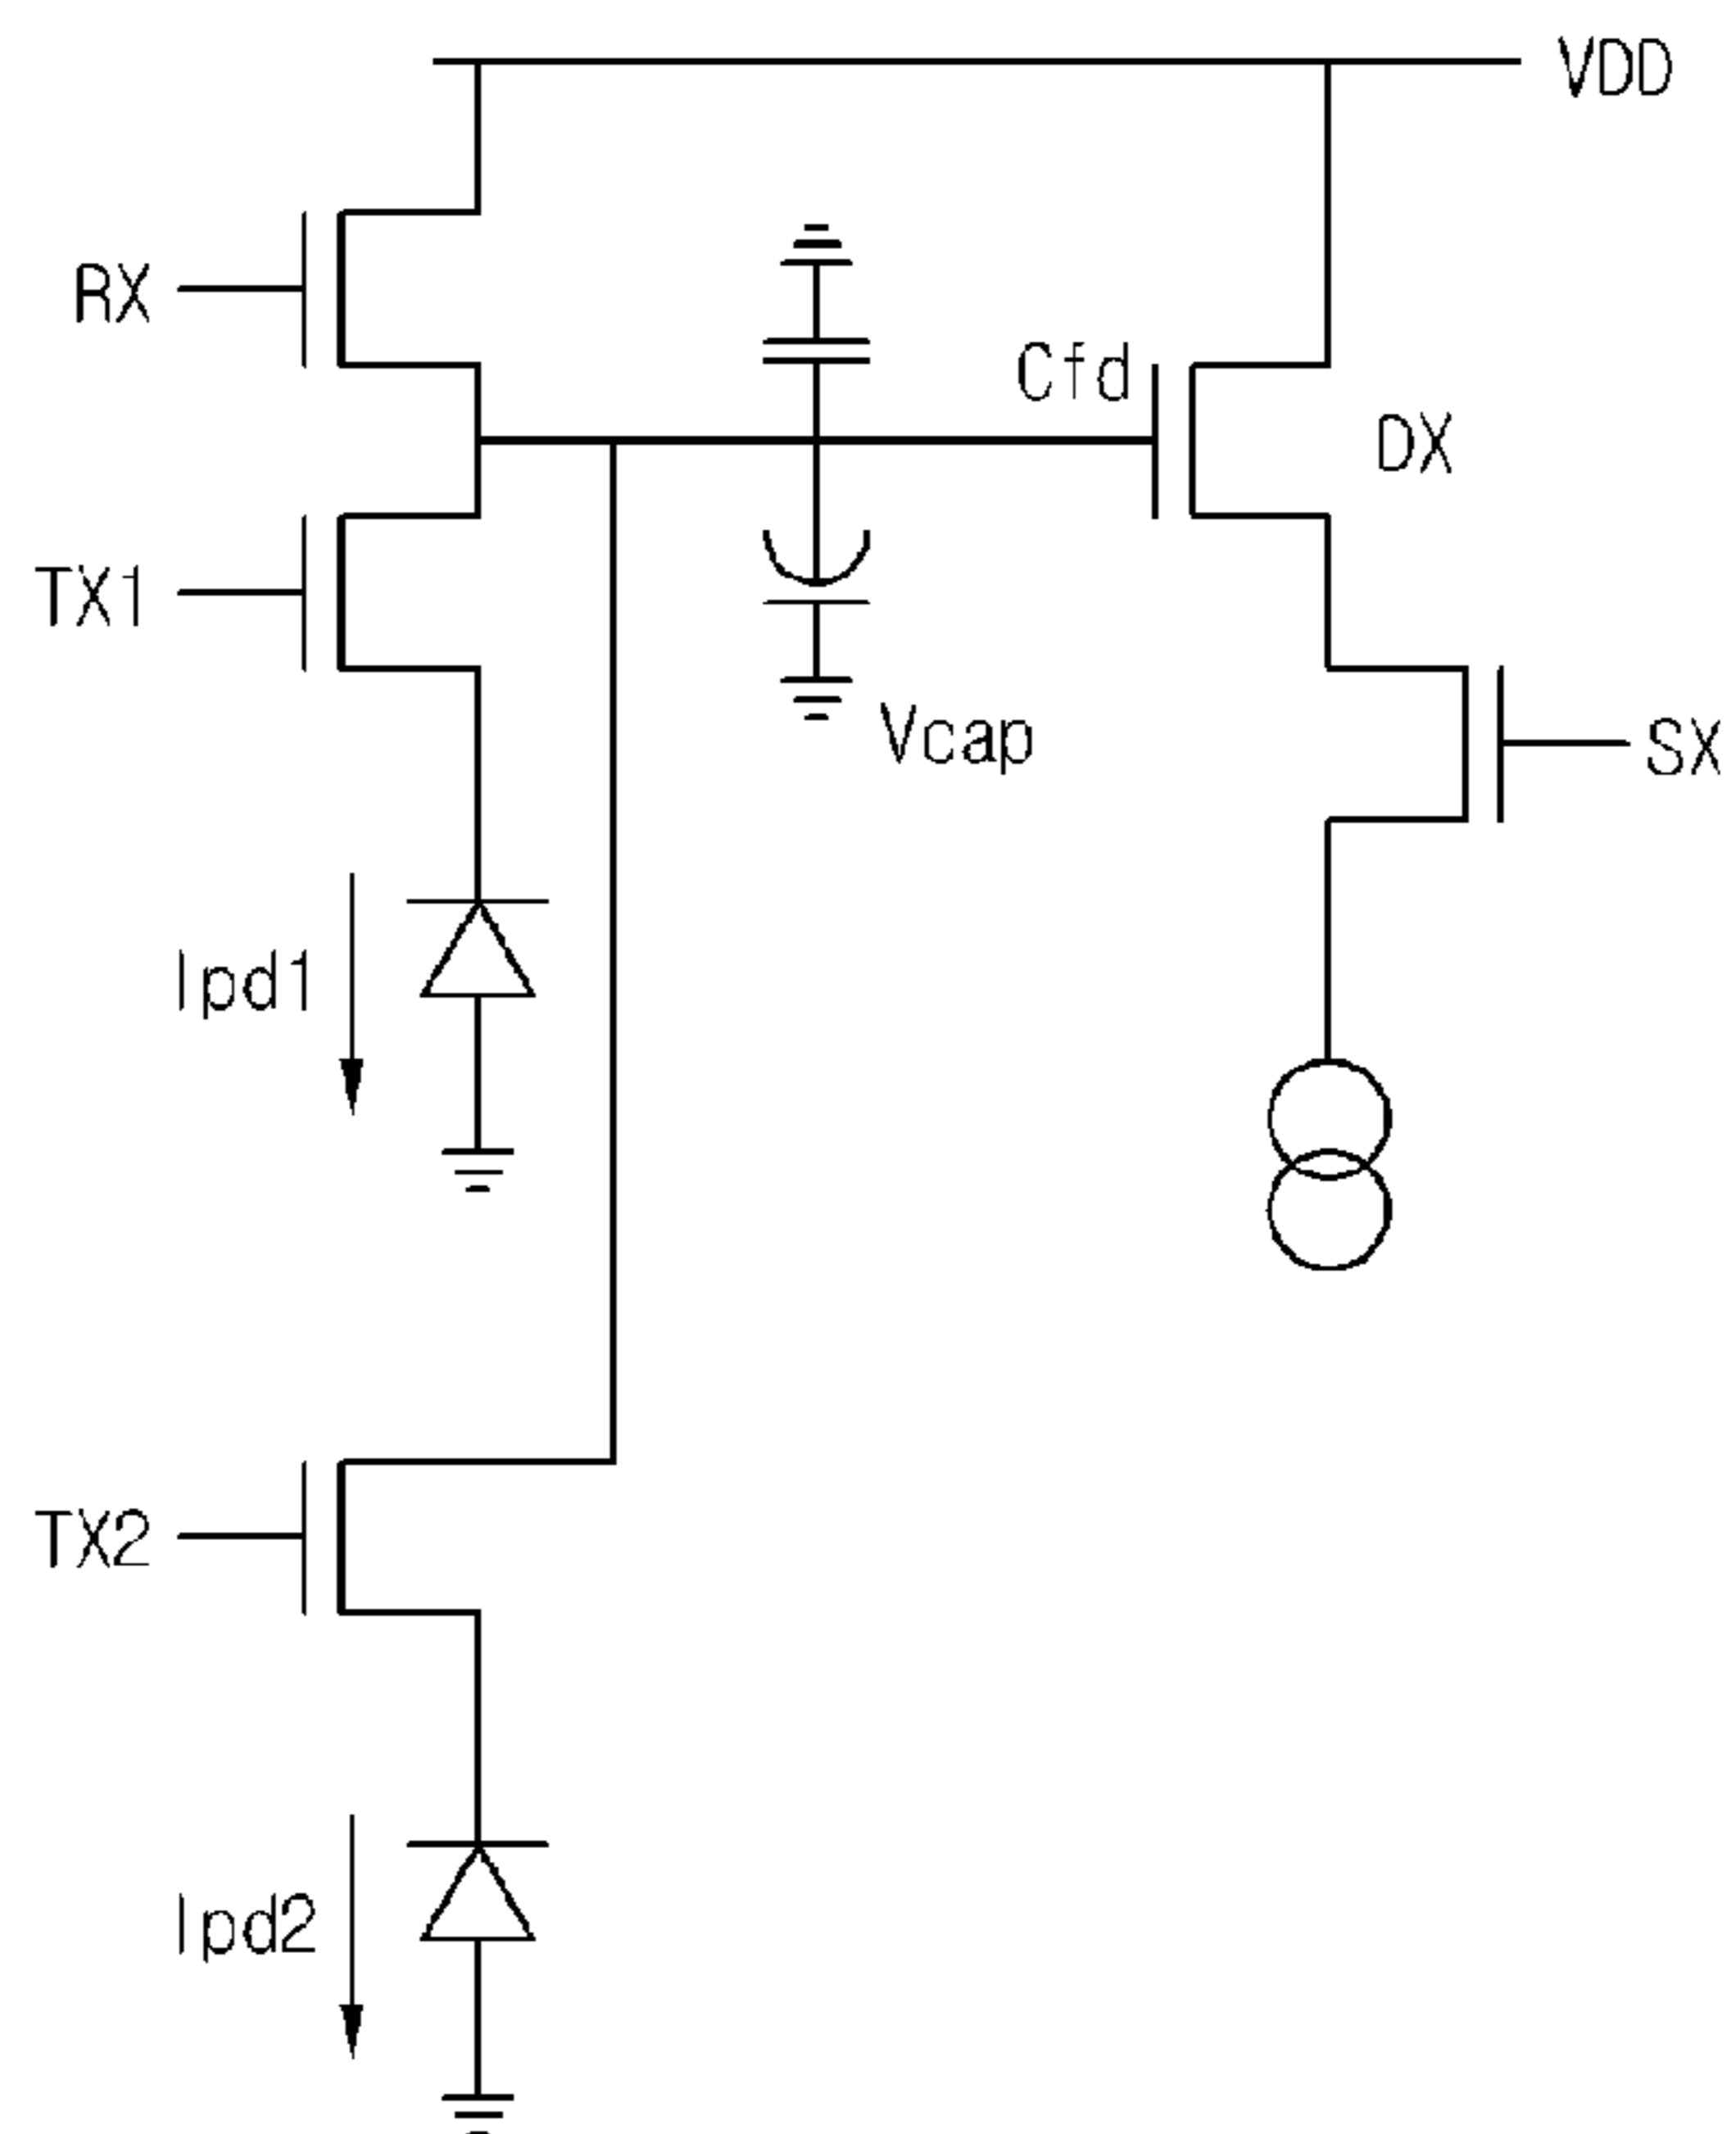 VDD
RX
Cfd
DX
TX1
Vcap
SX
Ipd1
TX2
Ipd2